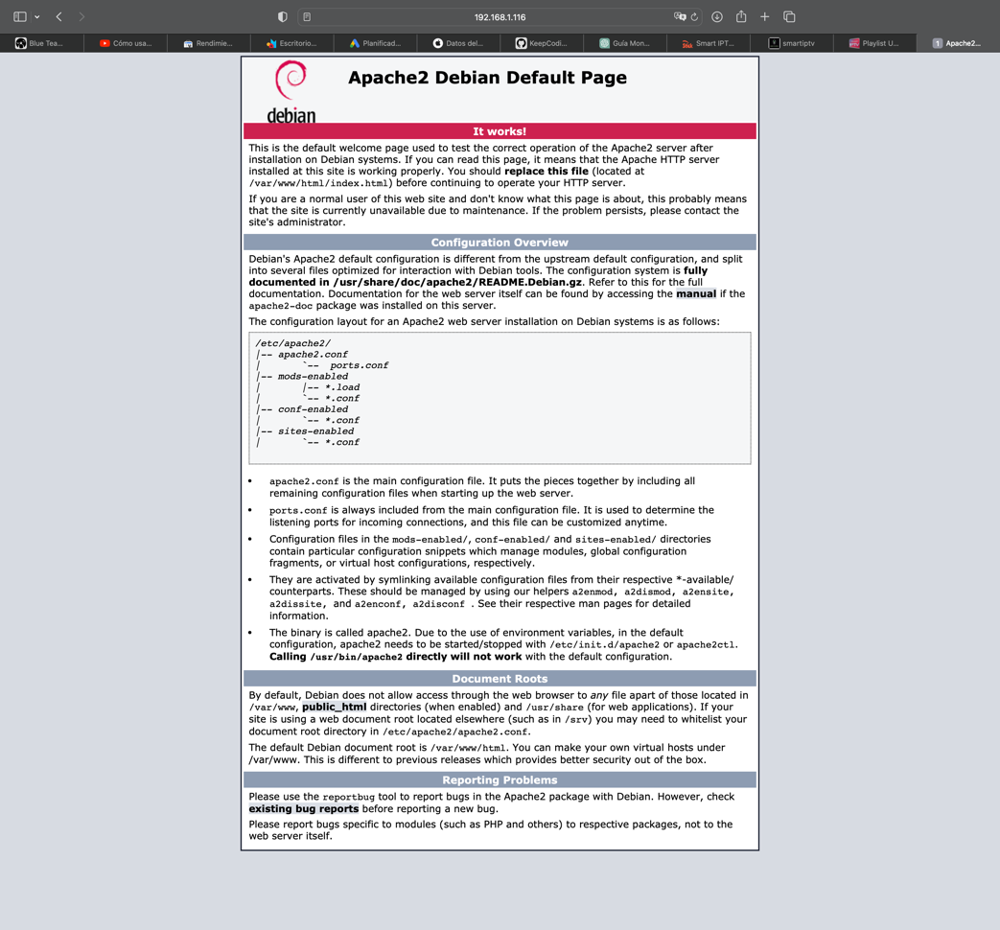 192.168.1.116
Blue Tea...
Cómo usa...
Rendimie...
Escritorio...
Planificad...
Datos del...
KeepCodi...
Guía Mon...
Smart IPT...
smartiptv
Playlist U...
1 Apache2...
debian
Apache2 Debian Default Page
It works!
This is the default welcome page used to test the correct operation of the Apache2 server after
installation on Debian systems. If you can read this page, it means that the Apache HTTP server
installed at this site is working properly. You should replace this file (located at
/var/www/html/index.html) before continuing to operate your HTTP server.
If you are a normal user of this web site and don't know what this page is about, this probably means
that the site is currently unavailable due to maintenance. If the problem persists, please contact the
site's administrator.
Configuration Overview
Debian's Apache2 default configuration is different from the upstream default configuration, and split
into several files optimized for interaction with Debian tools. The configuration system is fully
documented in /usr/share/doc/apache2/README.Debian.gz. Refer to this for the full
documentation. Documentation for the web server itself can be found by accessing the manual if the
apache2-doc package was installed on this server.
The configuration layout for an Apache2 web server installation on Debian systems is as follows:
/etc/apache2/
|-- apache2.conf
|       `--  ports.conf
|-- mods-enabled
|       |-- *.load
|       `-- *.conf
|-- conf-enabled
|       `-- *.conf
|-- sites-enabled
|       `-- *.conf
• apache2.conf is the main configuration file. It puts the pieces together by including all
remaining configuration files when starting up the web server.
• ports.conf is always included from the main configuration file. It is used to determine the
listening ports for incoming connections, and this file can be customized anytime.
• Configuration files in the mods-enabled/, conf-enabled/ and sites-enabled/ directories
contain particular configuration snippets which manage modules, global configuration
fragments, or virtual host configurations, respectively.
• They are activated by symlinking available configuration files from their respective *-available/
counterparts. These should be managed by using our helpers a2enmod, a2dismod, a2ensite,
a2dissite, and a2enconf, a2disconf . See their respective man pages for detailed
information.
• The binary is called apache2. Due to the use of environment variables, in the default
configuration, apache2 needs to be started/stopped with /etc/init.d/apache2 or apache2ctl.
Calling /usr/bin/apache2 directly will not work with the default configuration.
Document Roots
By default, Debian does not allow access through the web browser to any file apart of those located in
/var/www, public_html directories (when enabled) and /usr/share (for web applications). If your
site is using a web document root located elsewhere (such as in /srv) you may need to whitelist your
document root directory in /etc/apache2/apache2.conf.
The default Debian document root is /var/www/html. You can make your own virtual hosts under
/var/www. This is different to previous releases which provides better security out of the box.
Reporting Problems
Please use the reportbug tool to report bugs in the Apache2 package with Debian. However, check
existing bug reports before reporting a new bug.
Please report bugs specific to modules (such as PHP and others) to respective packages, not to the
web server itself.